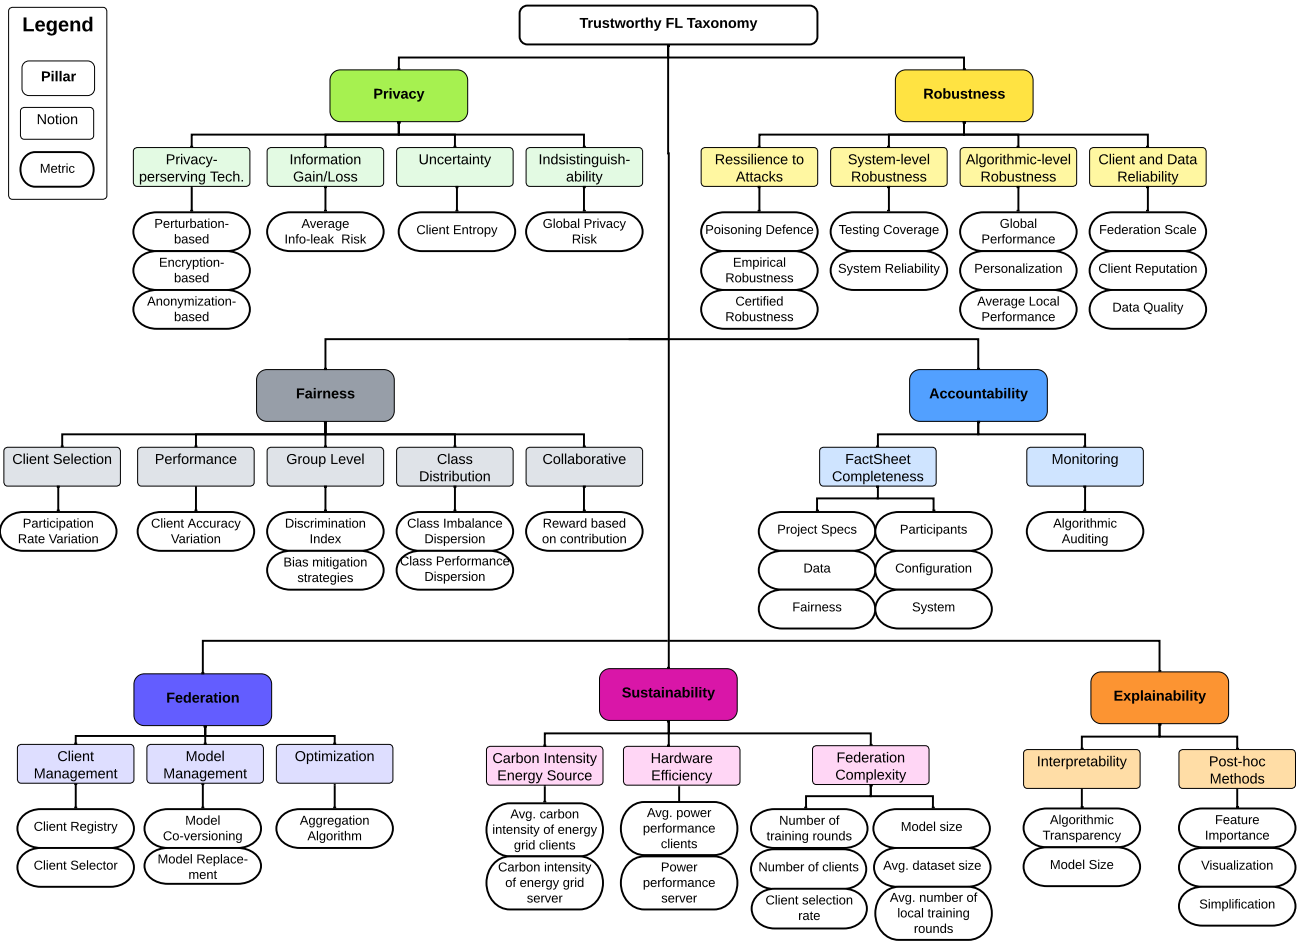 Legend
Pillar
Notion
Metric
Trustworthy FL Taxonomy
Privacy
Privacy-
perserving Tech.
Perturbation-
based
Encryption-
based
Anonymization-
based
Information
Gain/Loss
Average
Info-leak  Risk
Uncertainty
Client Entropy
Indsistinguish-
ability
Global Privacy
Risk
Robustness
Ressilience to
Attacks
Poisoning Defence
Empirical
Robustness
Certified
Robustness
System-level
Robustness
Testing Coverage
System Reliability
Algorithmic-level
Robustness
Global
Performance
Personalization
Average Local
Performance
Client and Data
Reliability
Federation Scale
Client Reputation
Data Quality
Fairness
Client Selection
Participation
Rate Variation
Performance
Client Accuracy
Variation
Group Level
Discrimination
Index
Bias mitigation
strategies
Class
Distribution
Class Imbalance
Dispersion
Class Performance
Dispersion
Collaborative
Reward based
on contribution
Accountability
FactSheet
Completeness
Project Specs
Data
Fairness
Participants
Configuration
System
Monitoring
Algorithmic
Auditing
Federation
Client
Management
Client Registry
Client Selector
Model
Management
Model
Co-versioning
Model Replace-
ment
Optimization
Aggregation
Algorithm
Sustainability
Carbon Intensity
Energy Source
Avg. carbon
intensity of energy
grid clients
Carbon intensity
of energy grid
server
Hardware
Efficiency
Avg. power
performance
clients
Power
performance
server
Federation
Complexity
Number of
training rounds
Number of clients
Client selection
rate
Model size
Avg. dataset size
Avg. number of
local training
rounds
Explainability
Interpretability
Algorithmic
Transparency
Model Size
Post-hoc
Methods
Feature
Importance
Visualization
Simplification